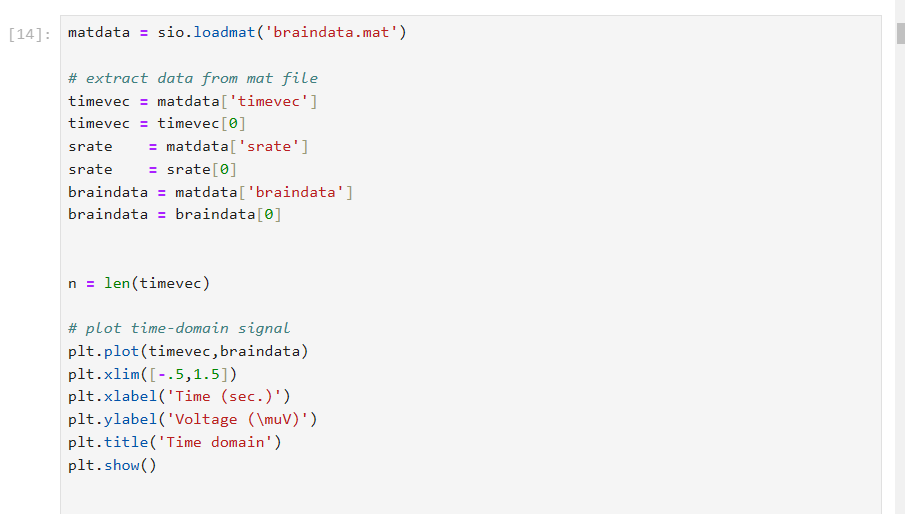 [14]:
matdata = sio.loadmat('braindata.mat')
# extract data from mat file
timevec = matdata['timevec']
timevec = timevec[0]
srate    = matdata['srate']
srate    = srate[0]
braindata = matdata['braindata']
braindata = braindata[0]
n = len(timevec)
# plot time-domain signal
plt.plot(timevec,braindata)
plt.xlim([-.5,1.5])
plt.xlabel('Time (sec.)')
plt.ylabel('Voltage (\muV)')
plt.title('Time domain')
plt.show()